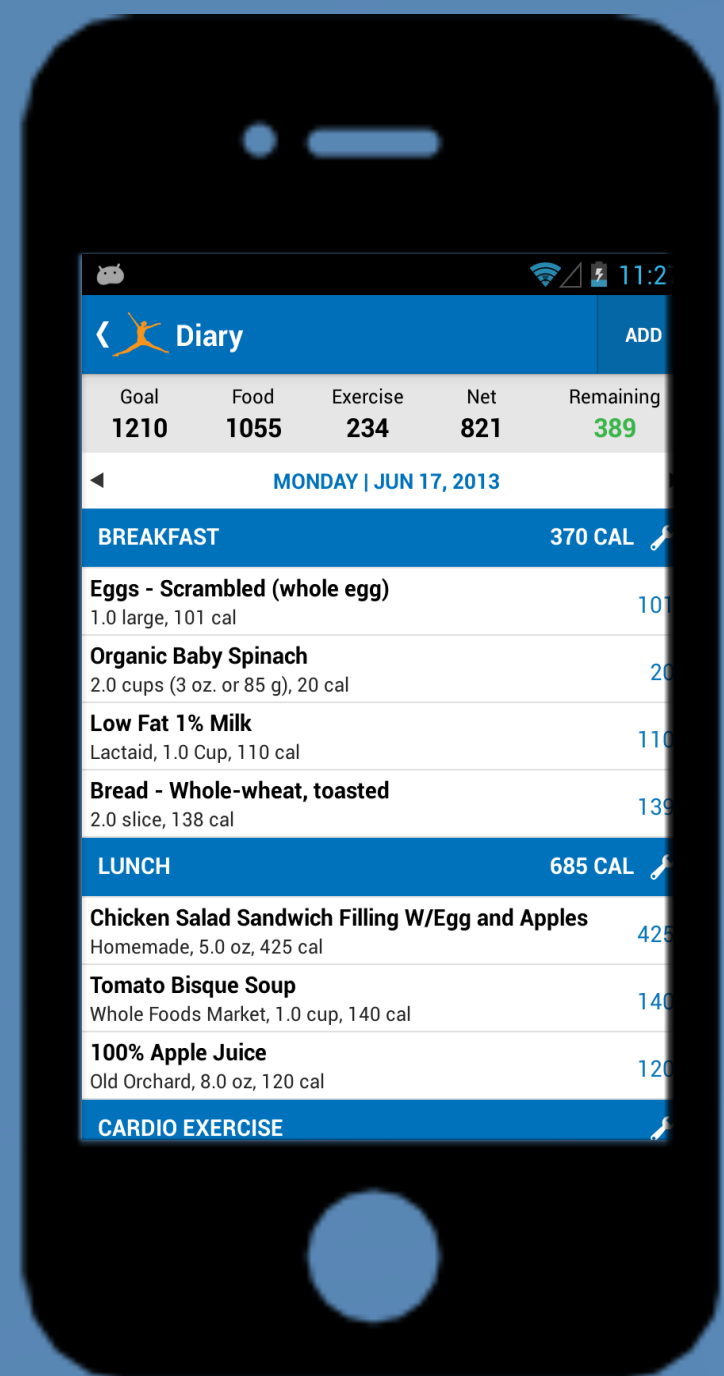 11:2
Diary
ADD
Goal Food Exercise Net Remaining
1210 1055 234 821 389
MONDAY | JUN 17, 2013
BREAKFAST 370 CAL
Eggs - Scrambled (whole egg)
1.0 large, 101 cal
101
Organic Baby Spinach
2.0 cups (3 oz. or 85 g), 20 cal
20
Low Fat 1% Milk
Lactaid, 1.0 Cup, 110 cal
110
Bread - Whole-wheat, toasted
2.0 slice, 138 cal
139
LUNCH 685 CAL
Chicken Salad Sandwich Filling W/Egg and Apples
Homemade, 5.0 oz, 425 cal
425
Tomato Bisque Soup
Whole Foods Market, 1.0 cup, 140 cal
140
100% Apple Juice
Old Orchard, 8.0 oz, 120 cal
120
CARDIO EXERCISE